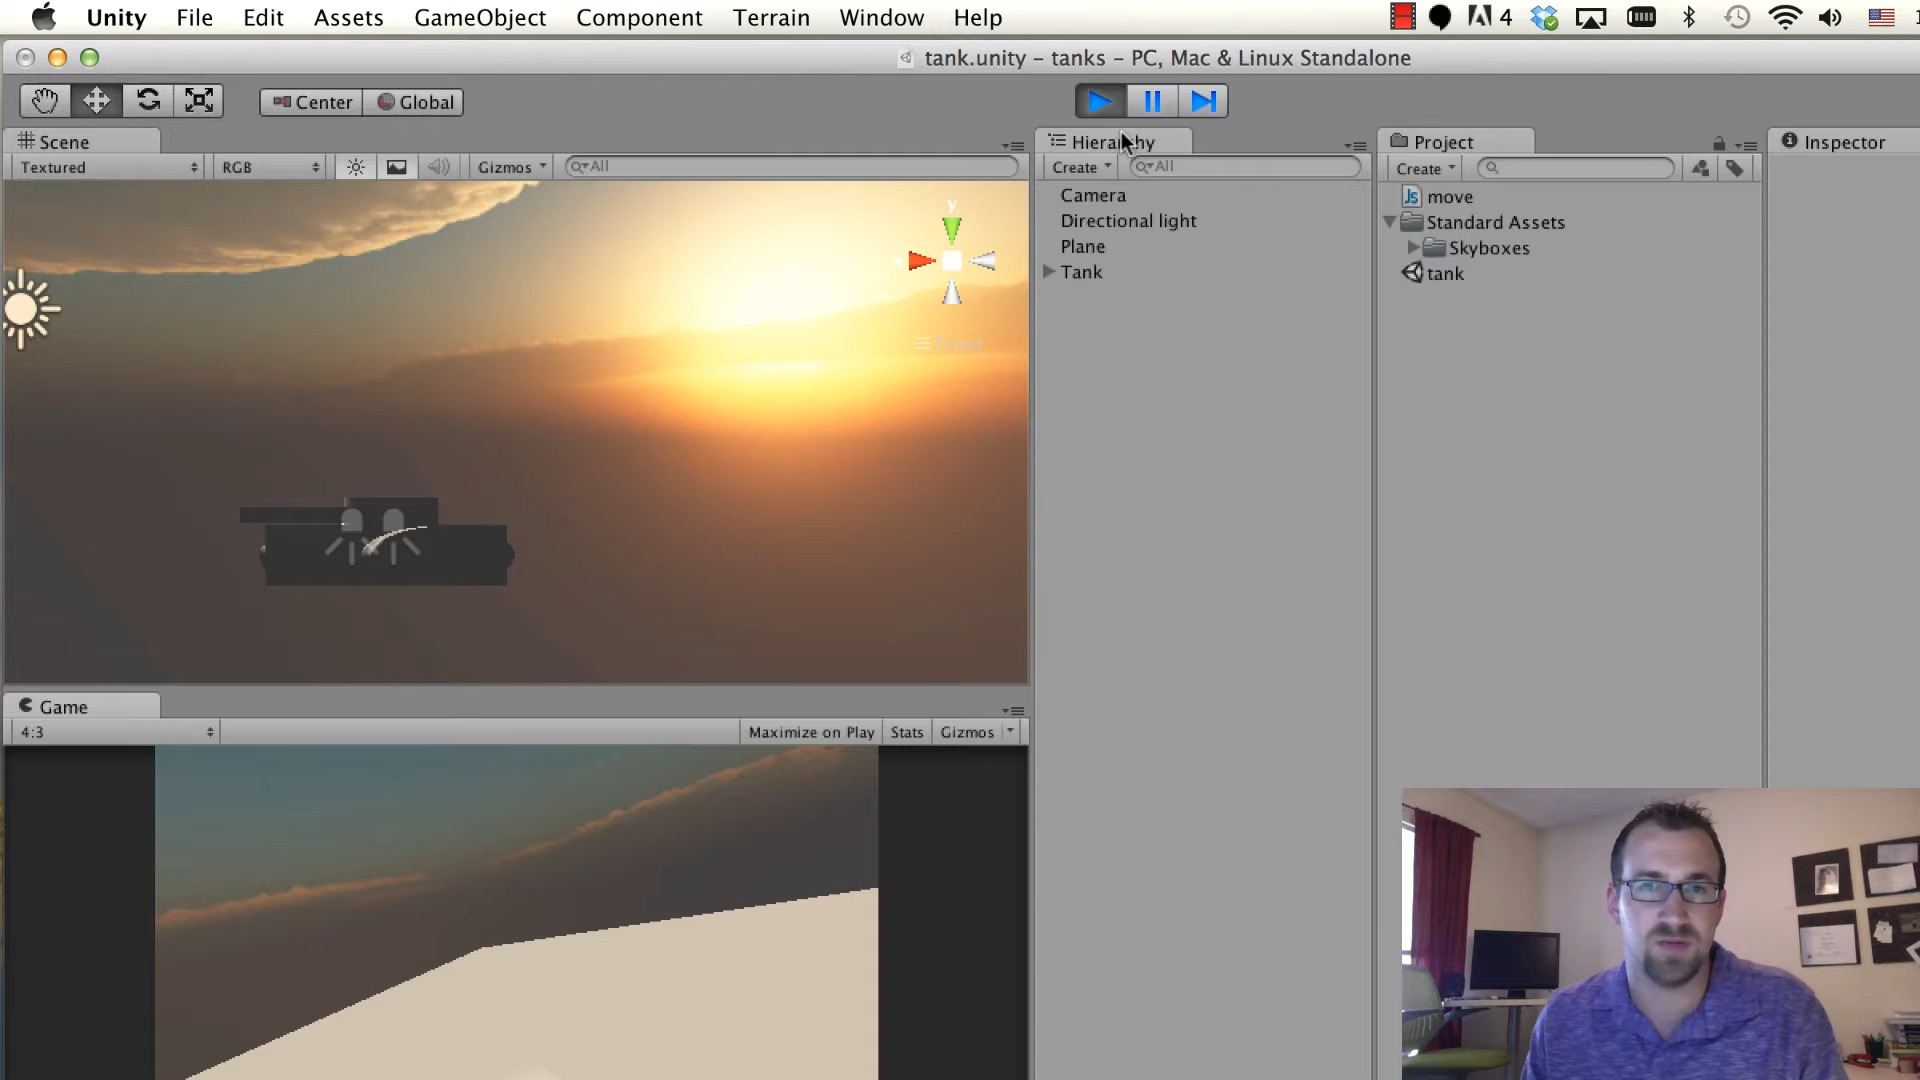 Unity File Edit Assets GameObject Component Terrain Window Help 4
tank.unity – tanks – PC, Mac & Linux Standalone
Center Global
Scene
Textured RGB Gizmos All
y
Front
Game
4:3 Maximize on Play Stats Gizmos
Hierarchy
Create All
Camera
Directional light
Plane
Tank
Project
Create
JS move
Standard Assets
Skyboxes
tank
Inspector